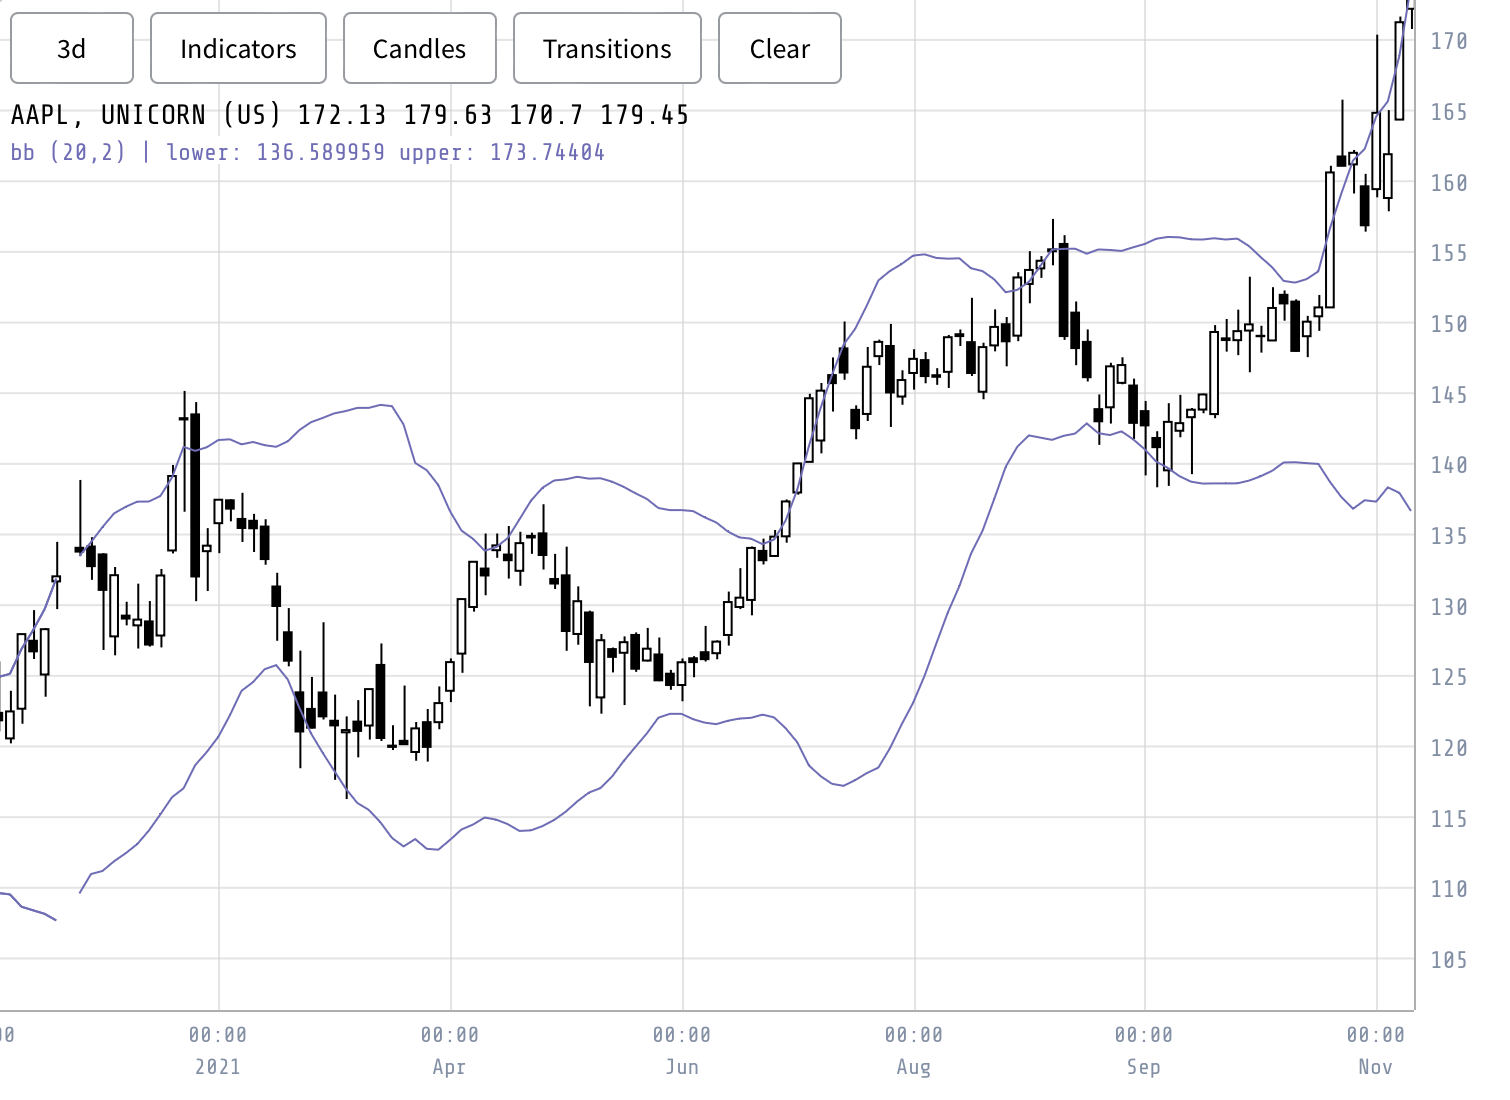 3d Indicators Candles Transitions Clear
AAPL, UNICORN (US) 172.13 179.63 170.7 179.45
bb (20,2) | lower: 136.589959 upper: 173.74404
170
165
160
155
150
145
140
135
130
125
120
115
110
105
00:00 00:00 00:00 00:00 00:00 00:00
2021 Apr Jun Aug Sep Nov